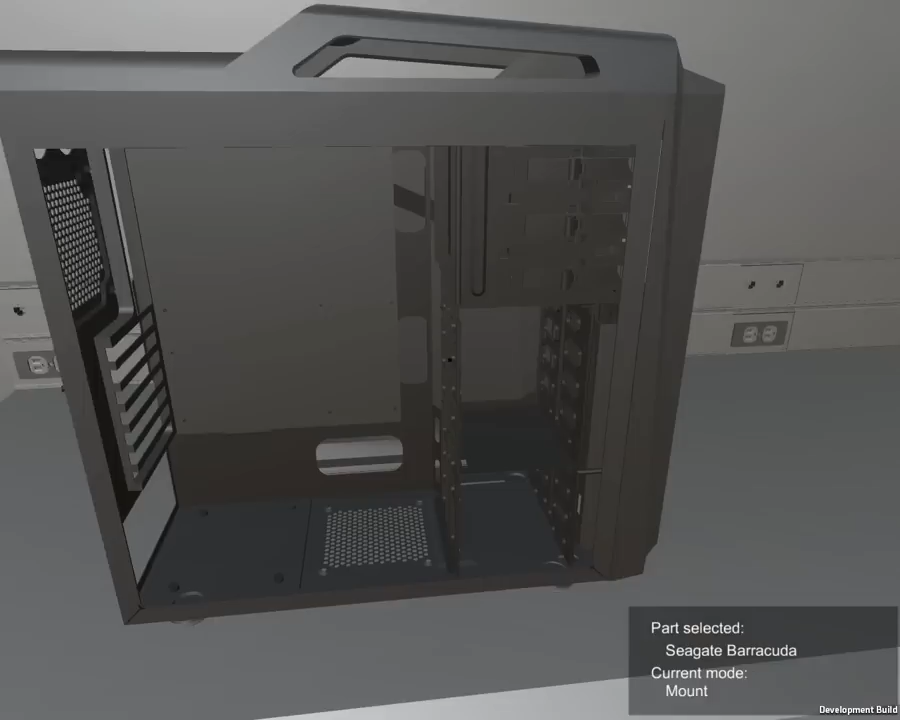 Part selected:
Seagate Barracuda
Current mode:
Mount
Development Build